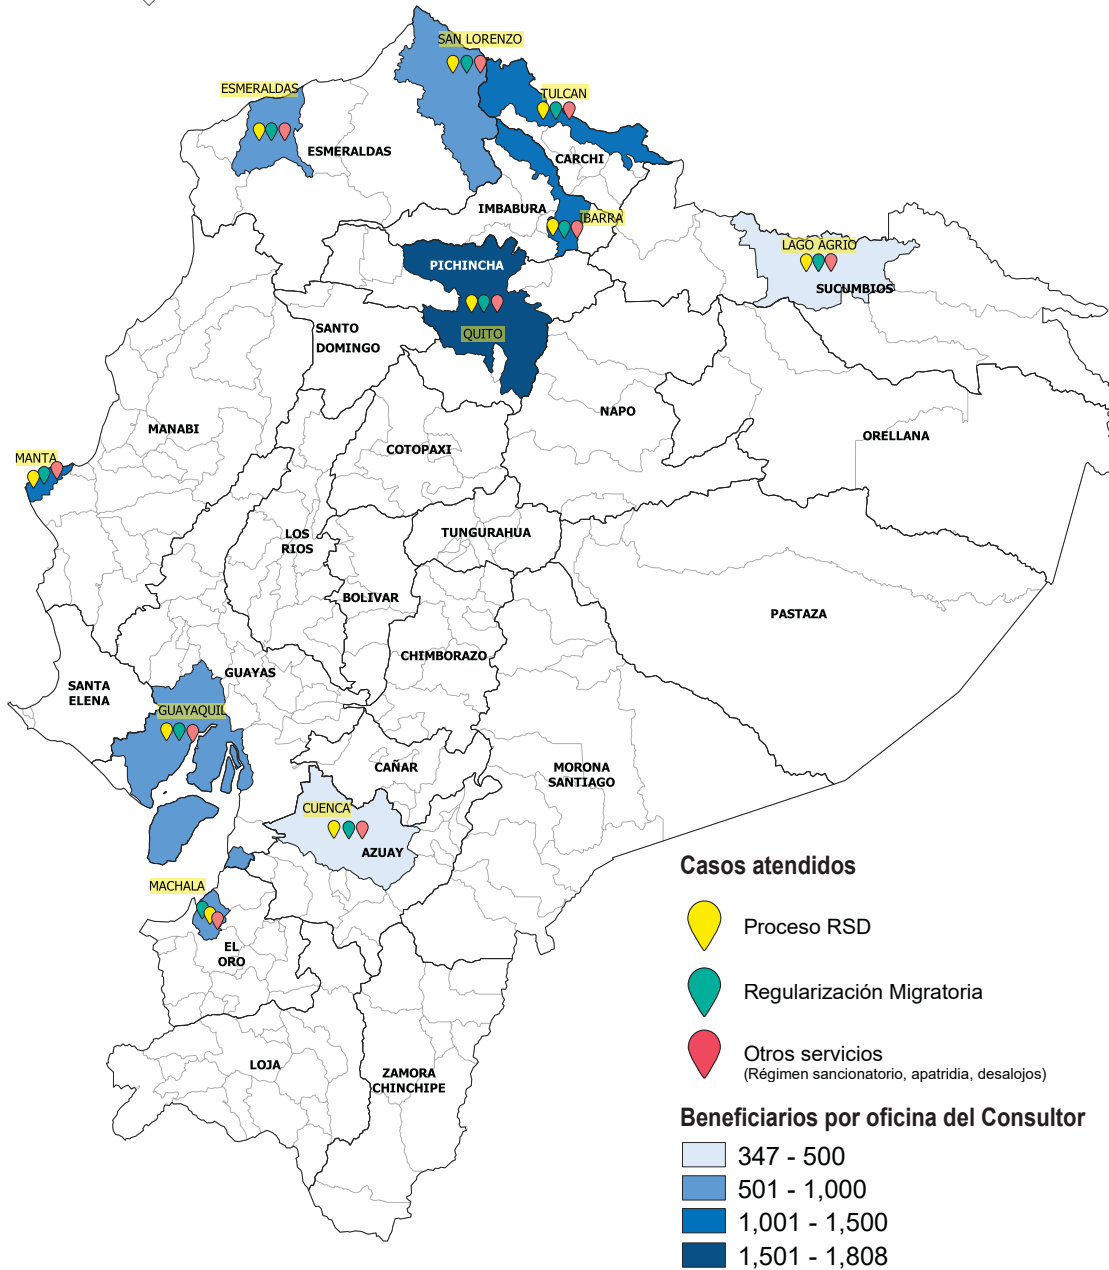 SAN LORENZO
ESMERALDAS
TULCAN
ESMERALDAS
CARCHI
IMBABURA
IBARRA
LAGO AGRIO
PICHINCHA
SUCUMBIOS
QUITO
SANTO
DOMINGO
NAPO
MANABI
ORELLANA
COTOPAXI
MANTA
LOS
RIOS
TUNGURAHUA
BOLIVAR
PASTAZA
CHIMBORAZO
GUAYAS
SANTA
ELENA
GUAYAQUIL
CAÑAR
MORONA
SANTIAGO
CUENCA
AZUAY
MACHALA
EL
ORO
LOJA
ZAMORA
CHINCHIPE
Casos atendidos
Proceso RSD
Regularización Migratoria
Otros servicios
(Régimen sancionatorio, apatridia, desalojos)
Beneficiarios por oficina del Consultor
347 - 500
501 - 1,000
1,001 - 1,500
1,501 - 1,808